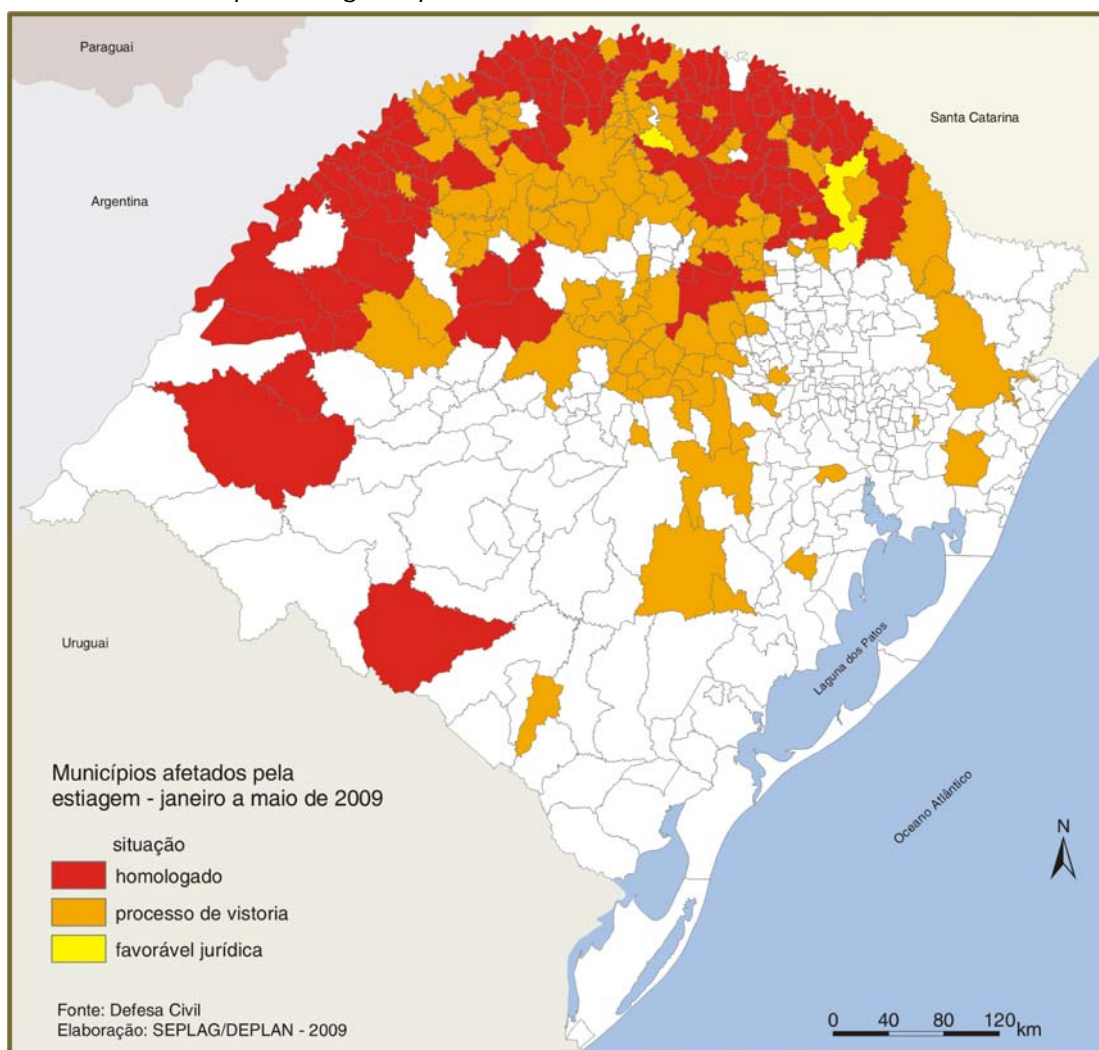 Paraguai
Santa Catarina
Argentina
Uruguai
Laguna dos Patos
Oceano Atlântico
Municípios afetados pela
estiagem - janeiro a maio de 2009
situação
homologado
processo de vistoria
favorável jurídica
Fonte: Defesa Civil
Elaboração: SEPLAG/DEPLAN - 2009
N
0 40 80 120 km